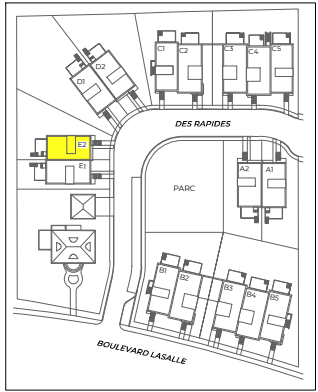 C1
C2
C3
C4
C5
D2
D1
DES RAPIDES
E2
E1
A2
A1
PARC
B1
B2
B3
B4
B5
BOULEVARD LASALLE